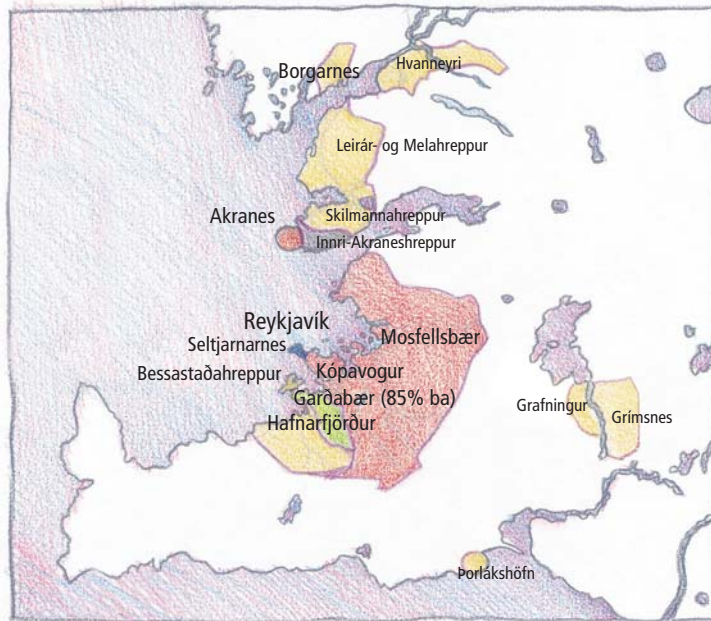 Borgarnes
Hvanneyri
Leirár- og Melahreppur
Akranes
Skilmannahreppur
Innri-Akraneshreppur
Reykjavík
Mosfellsbær
Seltjarnarnes
Bessastaðahreppur
Kópavogur
Garðabær (85% ba)
Hafnarfjörður
Grafningur
Grímsnes
Þorlákshöfn